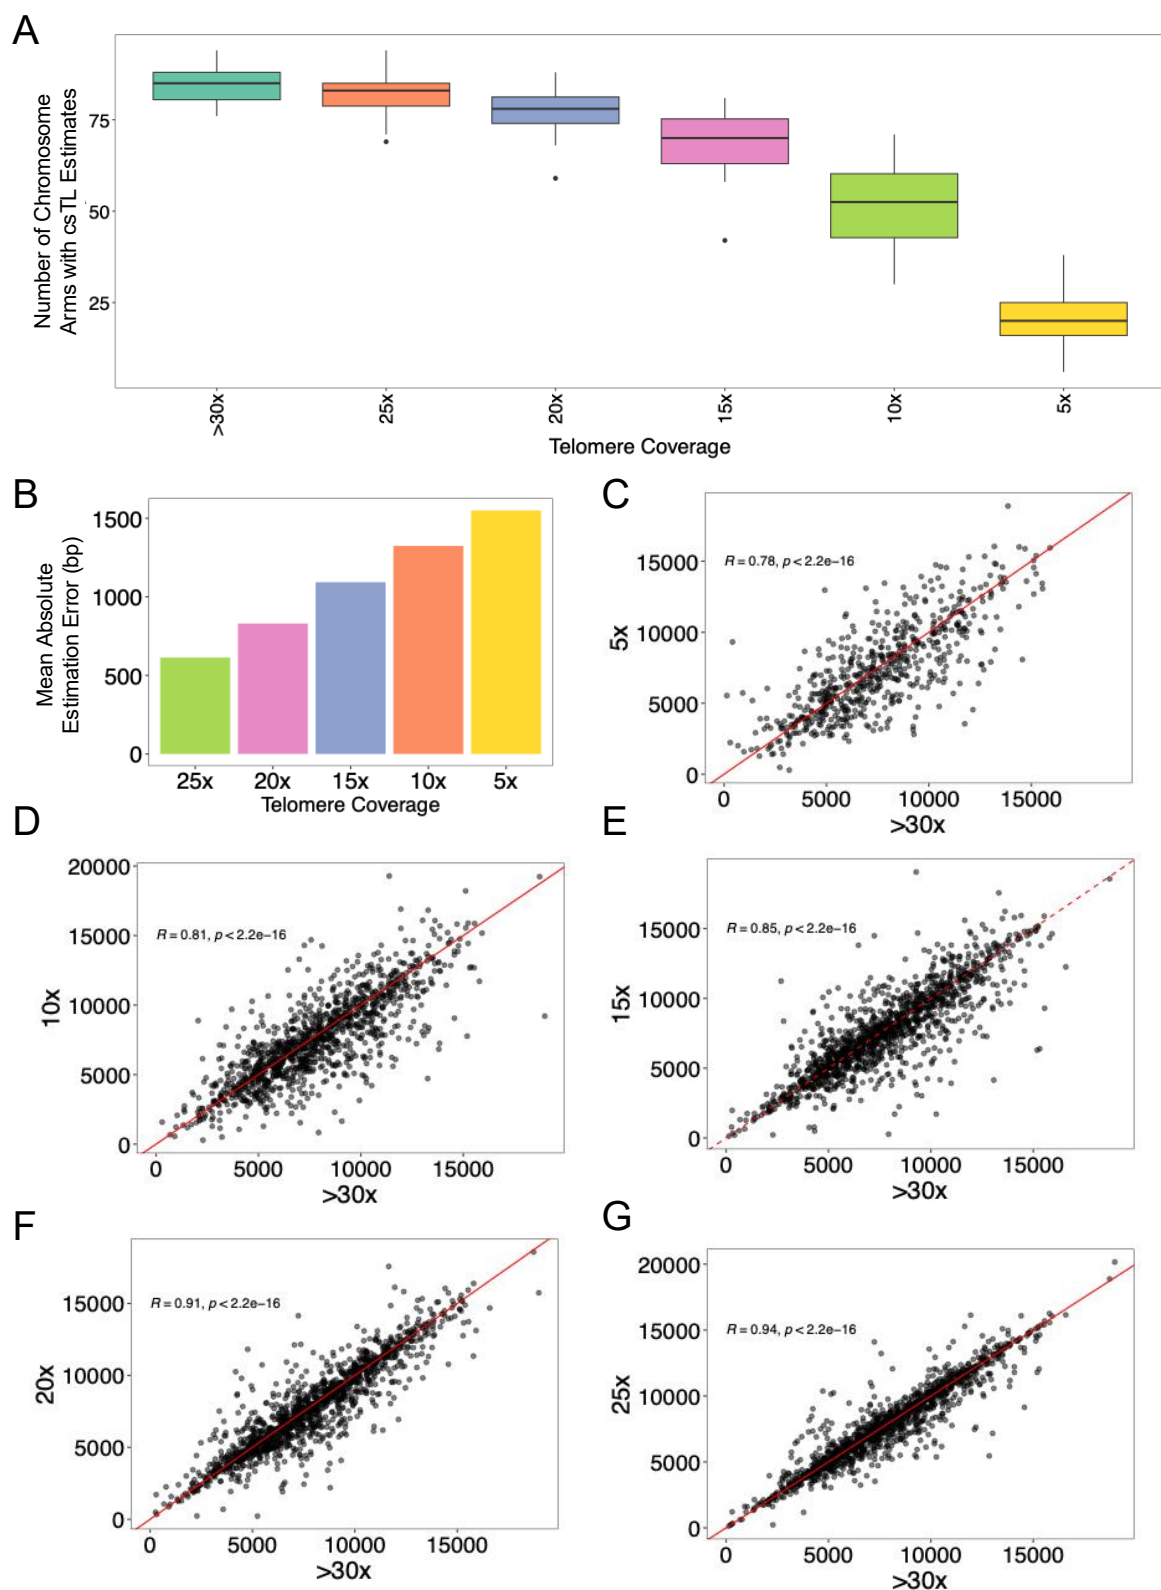 A
Number of Chromosome
Arms with csTL Estimates
75
50
25
>30x
25x
20x
15x
10x
5x
Telomere Coverage
B
Mean Absolute
Estimation Error (bp)
1500
1000
500
0
25x 20x 15x 10x 5x
Telomere Coverage
C
5x
15000
10000
5000
0
R = 0.78, p < 2.2e−16
0 5000 10000 15000
>30x
D
10x
20000
15000
10000
5000
0
R = 0.81, p < 2.2e−16
0 5000 10000 15000
>30x
E
15x
15000
10000
5000
0
R = 0.85, p < 2.2e−16
0 5000 10000 15000
>30x
F
20x
15000
10000
5000
0
R = 0.91, p < 2.2e−16
0 5000 10000 15000
>30x
G
25x
20000
15000
10000
5000
0
R = 0.94, p < 2.2e−16
0 5000 10000 15000
>30x